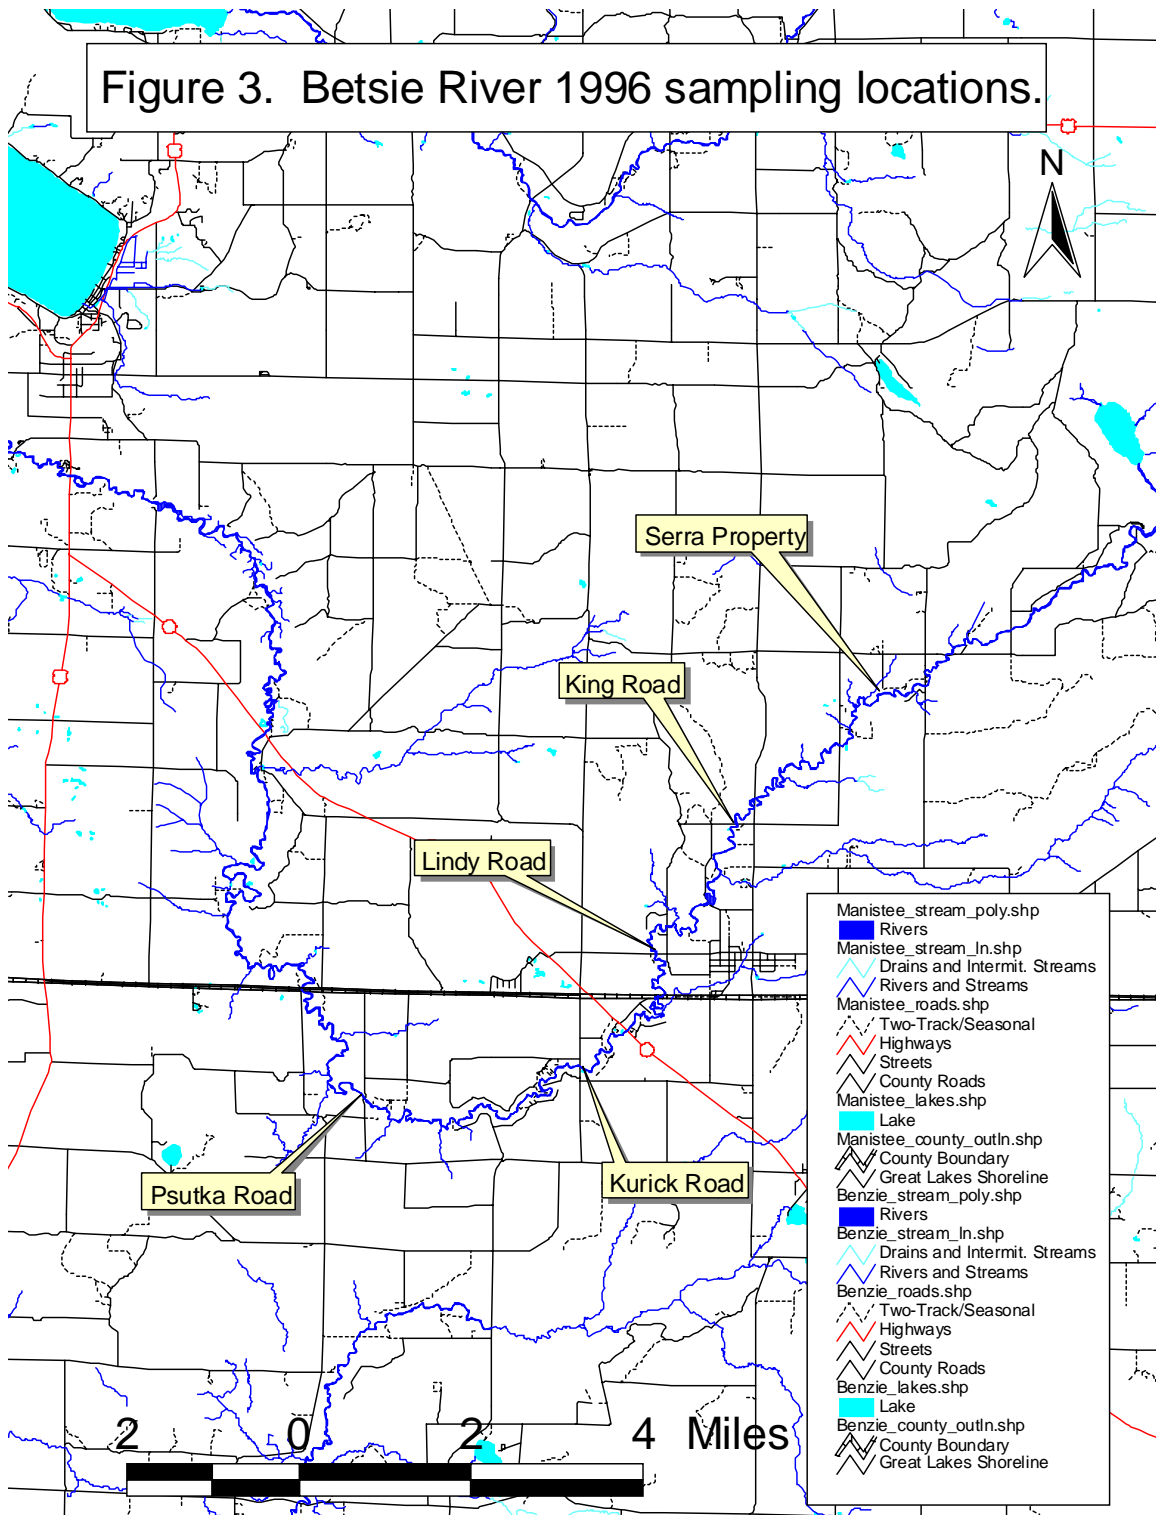 Figure 3.  Betsie River 1996 sampling locations.
N
Serra Property
King Road
Lindy Road
Psutka Road
Kurick Road
Manistee_stream_poly.shp
Rivers
Manistee_stream_ln.shp
Drains and Intermit. Streams
Rivers and Streams
Manistee_roads.shp
Two-Track/Seasonal
Highways
Streets
County Roads
Manistee_lakes.shp
Lake
Manistee_county_outln.shp
County Boundary
Great Lakes Shoreline
Benzie_stream_poly.shp
Rivers
Benzie_stream_ln.shp
Drains and Intermit. Streams
Rivers and Streams
Benzie_roads.shp
Two-Track/Seasonal
Highways
Streets
County Roads
Benzie_lakes.shp
Lake
Benzie_county_outln.shp
County Boundary
Great Lakes Shoreline
2 0 2 4 Miles